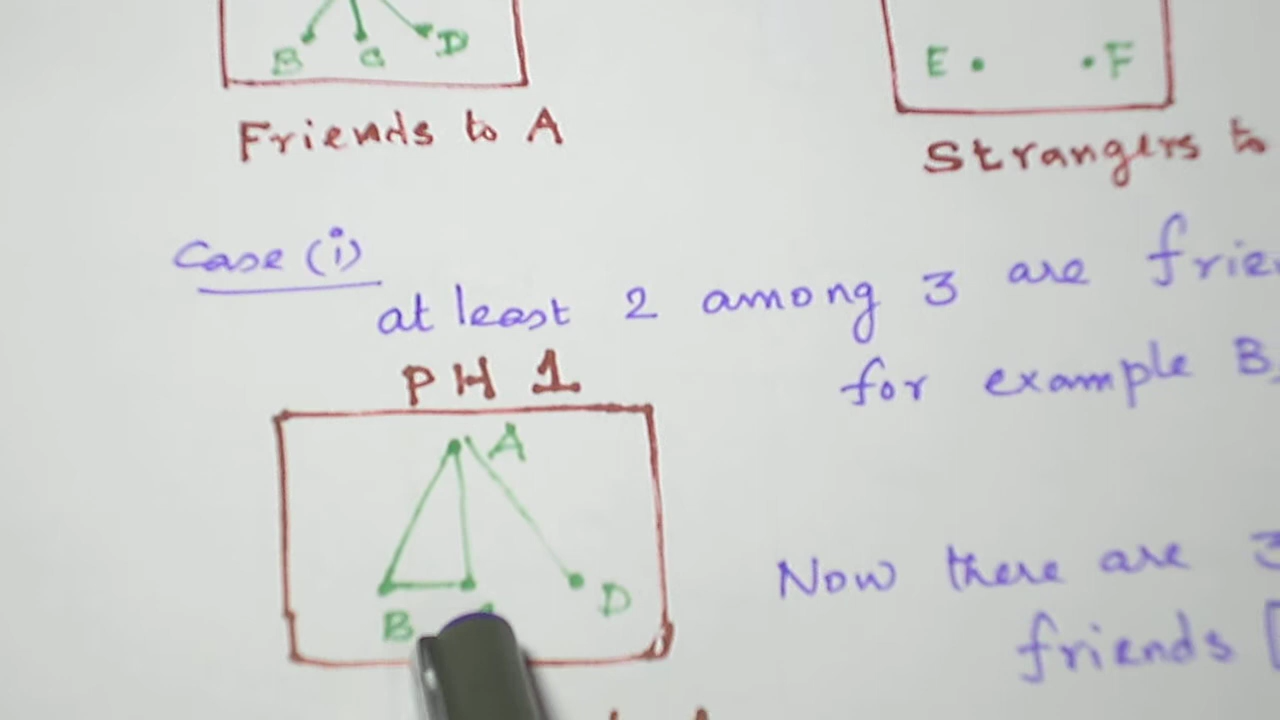 B C D
E F
Friends to A
Strangers to
Case (i)
at least 2 among 3 are
for example B,
PH 1
A
B D
Now there are 3
friends [